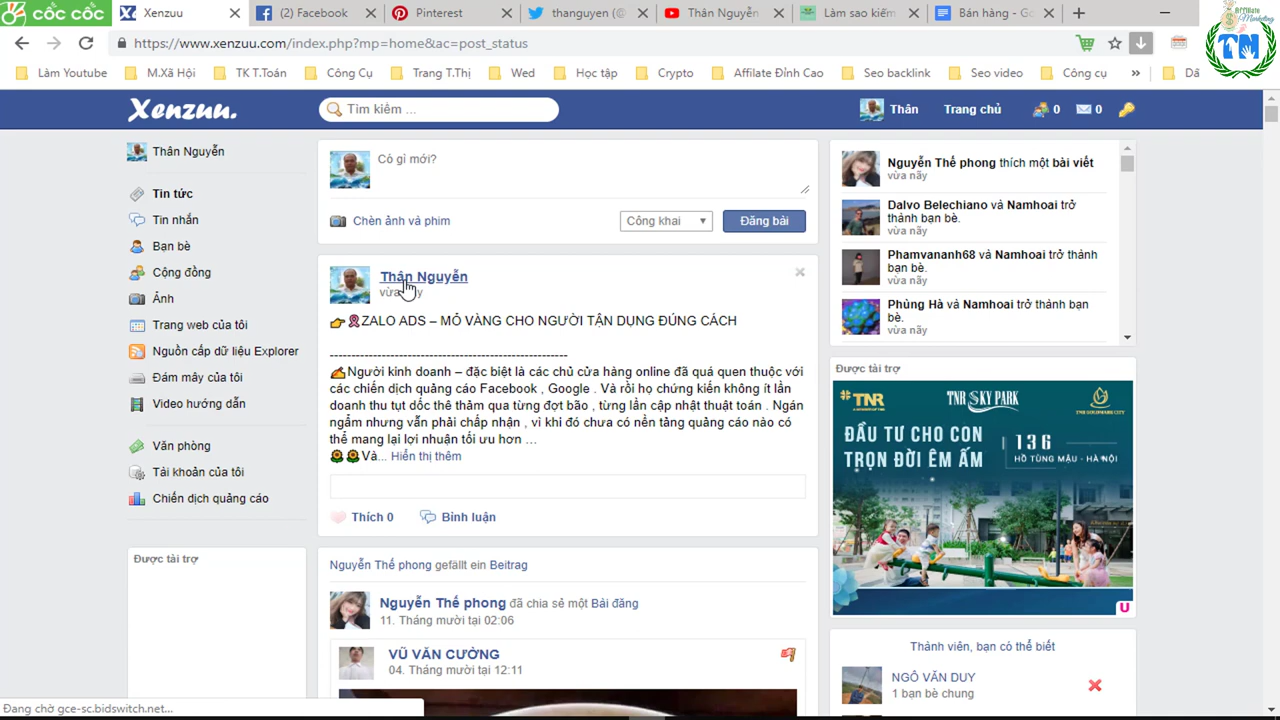 cốc cốc
Xenzuu
(2) Facebook
Pinterest
thanguyen (@
Thân Nguyễn
Làm sao kiếm
Bán hàng - Go
Affiliate
Marketing
TN
https://www.xenzuu.com/index.php?mp=home&ac=post_status
Làm Youtube
M.Xã Hội
TK T.Toán
Công Cụ
Trang T.Thị
Wed
Học tập
Crypto
Affilate Đỉnh Cao
Seo backlink
Seo video
Công cụ
»
Dấ
Xenzuu.
Tìm kiếm ...
Thân
Trang chủ
0
0
Thân Nguyễn
Tin tức
Tin nhắn
Bạn bè
Cộng đồng
Ảnh
Trang web của tôi
Nguồn cấp dữ liệu Explorer
Đám mây của tôi
Video hướng dẫn
Văn phòng
Tài khoản của tôi
Chiến dịch quảng cáo
Được tài trợ
Có gì mới?
Chèn ảnh và phim
Công khai
Đăng bài
Thân Nguyễn
👉🎗ZALO ADS – MỎ VÀNG CHO NGƯỜI TẬN DỤNG ĐÚNG CÁCH
----------------------------------------------------------
✍Người kinh doanh – đặc biệt là các chủ cửa hàng online đã quá quen thuộc với
các chiến dịch quảng cáo Facebook , Google . Và rồi họ chứng kiến không ít lần
doanh thu tụt dốc thê thảm qua từng đợt bão , từng lần cập nhật thuật toán . Ngán
ngẩm nhưng vẫn phải chấp nhận , vì khi đó chưa có nền tảng quảng cáo nào có
thể mang lại lợi nhuận tối ưu hơn ...
🌻🌻Và... Hiển thị thêm
Thích 0
Bình luận
Nguyễn Thế phong gefällt ein Beitrag
Nguyễn Thế phong đã chia sẻ một Bài đăng
11. Tháng mười tại 02:06
VŨ VĂN CƯỜNG
04. Tháng mười tại 12:11
Nguyễn Thế phong thích một bài viết
vừa nãy
Dalvo Belechiano và Namhoai trở
thành bạn bè.
vừa nãy
Phamvananh68 và Namhoai trở thành
bạn bè.
vừa nãy
Phùng Hà và Namhoai trở thành bạn
bè.
vừa nãy
Được tài trợ
TNR
TNR SKY PARK
TNR GOLDMARK CITY
ĐẦU TƯ CHO CON
TRỌN ĐỜI ÊM ẤM
136
HỒ TÙNG MẬU - HÀ NỘI
U
Thành viên, bạn có thể biết
NGÔ VĂN DUY
1 bạn bè chung
Đang chờ gce-sc.bidswitch.net...